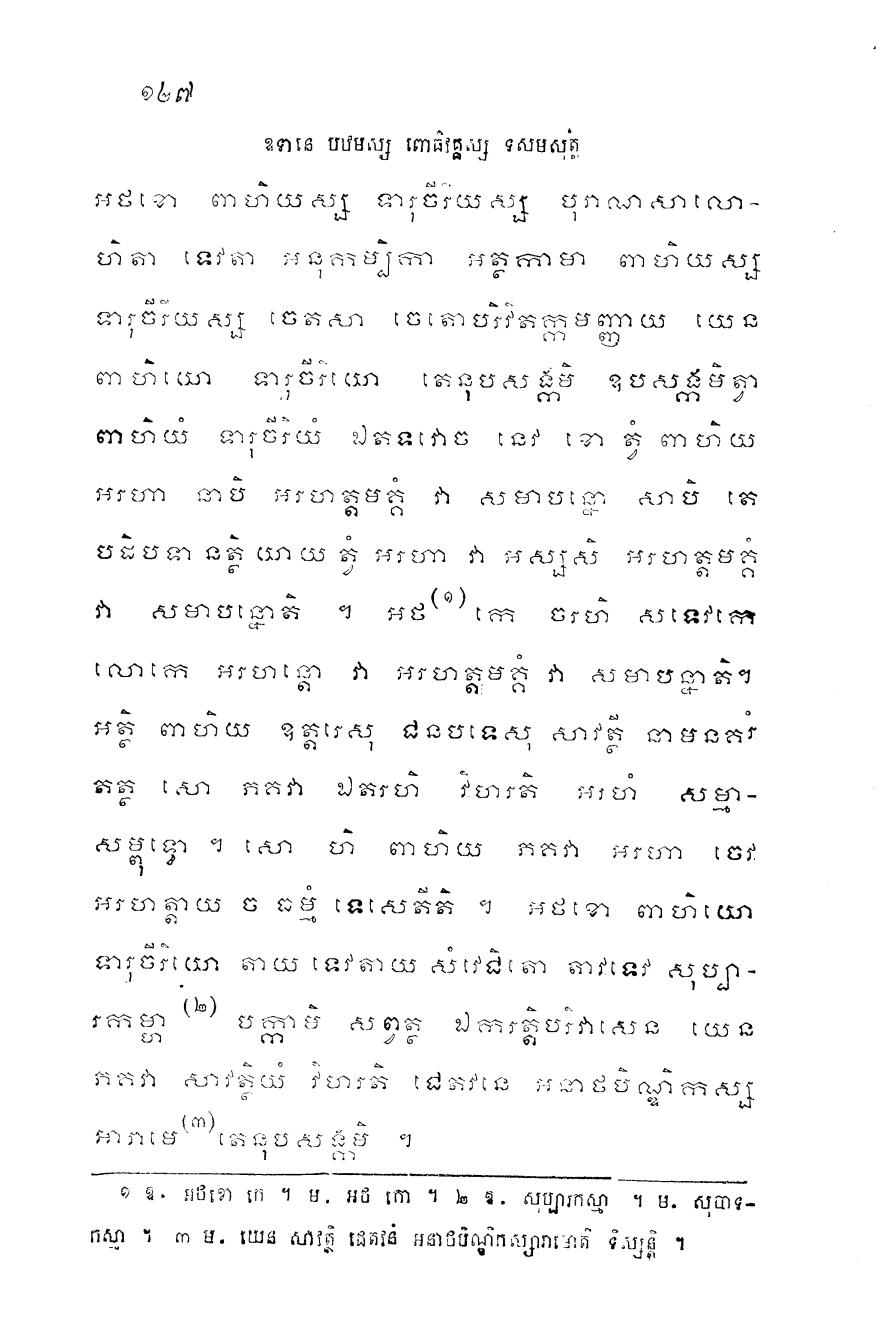 ១៤៧
ឧទានេ បឋមស្ស ពោធិវគ្គស្ស ទសមសុត្តំ
អថខោ ពាហិយស្ស ទារុចីរិយស្ស បុរាណសាលោ-
ហិតា ទេវតា អនុកម្បិកា អត្ថកាមា ពាហិយស្ស
ទារុចីរិយស្ស ចេតសា ចេតោបរិវិតក្កមញ្ញាយ យេន
ពាហិយោ ទារុចីរិយោ តេនុបសង្កមិ ឧបសង្កមិត្វា
ពាហិយំ ទារុចីរិយំ ឯតទវោច នេវ ខោ ត្វំ ពាហិយ
អរហា នាបិ អរហត្តមគ្គំ វា សមាបន្នោ សាបិ តេ
បដិបទា នត្ថិ យាយ ត្វំ អរហា វា អស្សសិ អរហត្តមគ្គំ
វា សមាបន្នោតិ ។ អថ(១) កេ ចរហិ សទេវកេ
លោកេ អរហន្តោ វា អរហត្តមគ្គំ វា សមាបន្នាតិ។
អត្ថិ ពាហិយ ឧត្តរេសុ ជនបទេសុ សាវត្ថី នាមនគរំ
តត្ថ សោ ភគវា ឯតរហិ វិហរតិ អរហំ សម្មា-
សម្ពុទ្ធោ ។ សោ ហិ ពាហិយ ភគវា អរហា ចេវ
អរហត្តាយ ច ធម្មំ ទេសេតីតិ ។ អថខោ ពាហិយោ
ទារុចីរិយោ តាយ ទេវតាយ សំវេជិតោ តាវទេវ សុប្បា-
រកម្ហា (២) បក្កាមិ សព្វត្ថ ឯករត្តិបរិវាសេន យេន
ភគវា សាវត្ថិយំ វិហរតិ ជេតវនេ អនាថបិណ្ឌិកស្ស
អារាមេ(៣)តេនុបសង្កមិ ។
១ ឱ. អថខោ កេ ។ ម. អថ កោ ។ ២ ឱ. សុប្បារកស្មា ។ ម. សុបាទ-
កស្មា ។ ៣ ម. យេន សាវត្ថិ ជេតវនំ អនាថបិណ្ឌិកស្សារាមោតិ ទិស្សន្តិ ។